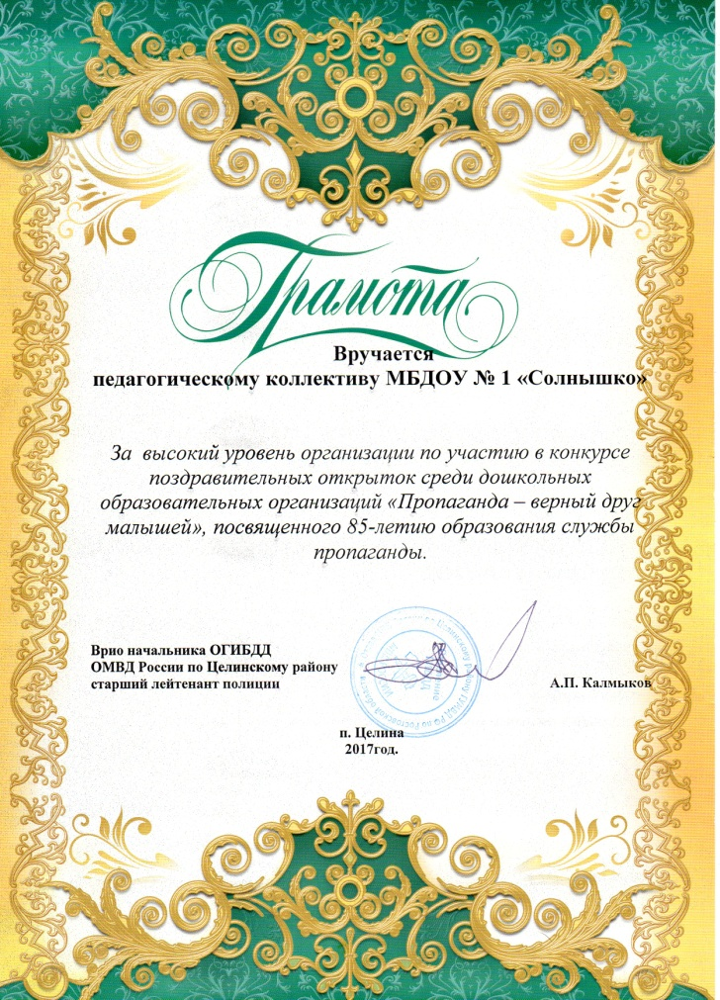 Грамота
Вручается
педагогическому коллективу МБДОУ № 1 «Солнышко»
За высокий уровень организации по участию в конкурсе
поздравительных открыток среди дошкольных
образовательных организаций «Пропаганда – верный друг
малышей», посвященного 85-летию образования службы
пропаганды.
Врио начальника ОГИБДД
ОМВД России по Целинскому району
старший лейтенант полиции
А.П. Калмыков
п. Целина
2017год.